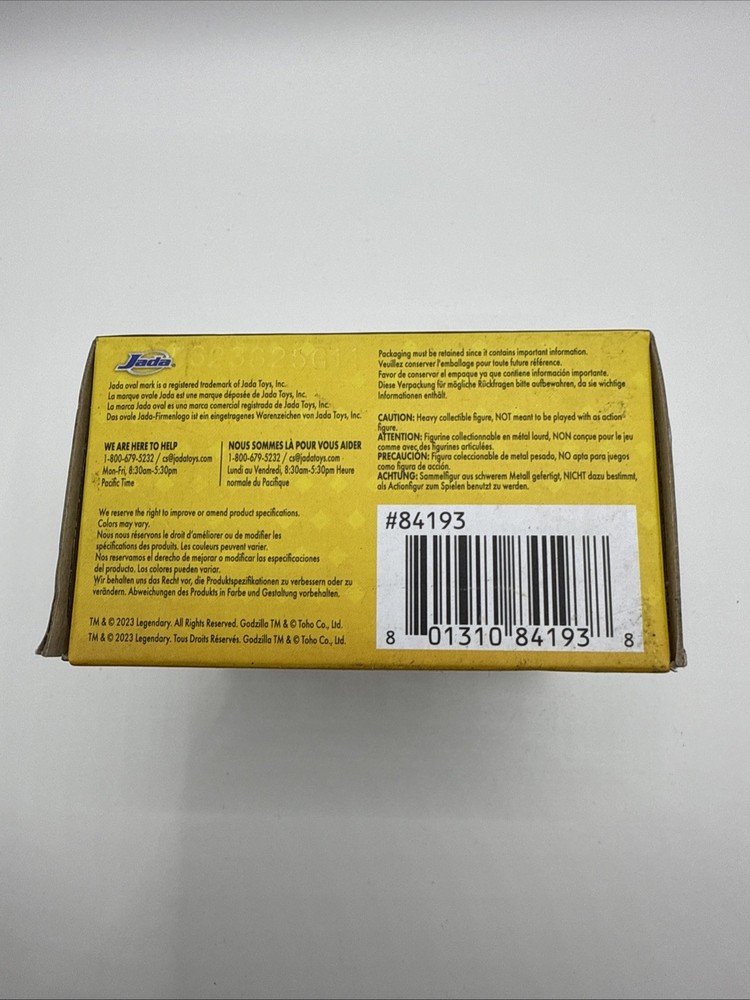 Jada
Jada oval mark is a registered trademark of Jada Toys, Inc.
La marque ovale Jada est une marque déposée de Jada Toys, Inc.
La marca Jada oval es una marca comercial registrada de Jada Toys, Inc.
Das ovale Jada-Firmenlogo ist ein eingetragenes Warenzeichen von Jada Toys, Inc.
WE ARE HERE TO HELP
1-800-679-5232 / cs@jadatoys.com
Mon-Fri, 8:30am-5:30pm
Pacific Time
NOUS SOMMES LÀ POUR VOUS AIDER
1-800-679-5232 / cs@jadatoys.com
Lundi au Vendredi, 8:30am-5:30pm Heure
normale du Pacifique
We reserve the right to improve or amend product specifications.
Colors may vary.
Nous nous réservons le droit d'améliorer ou de modifier les
spécifications des produits. Les couleurs peuvent varier.
Nos reservamos el derecho de mejorar o modificar las especificaciones
del producto. Los colores pueden variar.
Wir behalten uns das Recht vor, die Produktspezifikationen zu verbessern oder zu
verändern. Abweichungen des Produkts in Farbe und Gestaltung vorbehalten.
TM & © 2023 Legendary. All Rights Reserved. Godzilla TM & © Toho Co., Ltd.
TM & © 2023 Legendary. Tous Droits Réservés. Godzilla TM & © Toho Co., Ltd.
Packaging must be retained since it contains important information.
Veuillez conserver l'emballage pour toute future référence.
Favor de conservar el empaque ya que contiene información importante.
Diese Verpackung für mögliche Rückfragen bitte aufbewahren, da sie wichtige
Informationen enthält.
CAUTION: Heavy collectible figure, NOT meant to be played with as action
figure.
ATTENTION: Figurine collectionnable en métal lourd, NON conçue pour le jeu
comme avec des figurines articulées.
PRECAUCIÓN: Figura coleccionable de metal pesado, NO apta para juegos
como figura de acción.
ACHTUNG: Sammelfigur aus schwerem Metall gefertigt, NICHT dazu bestimmt,
als Actionfigur zum Spielen benutzt zu werden.
#84193
8 01310 84193 8